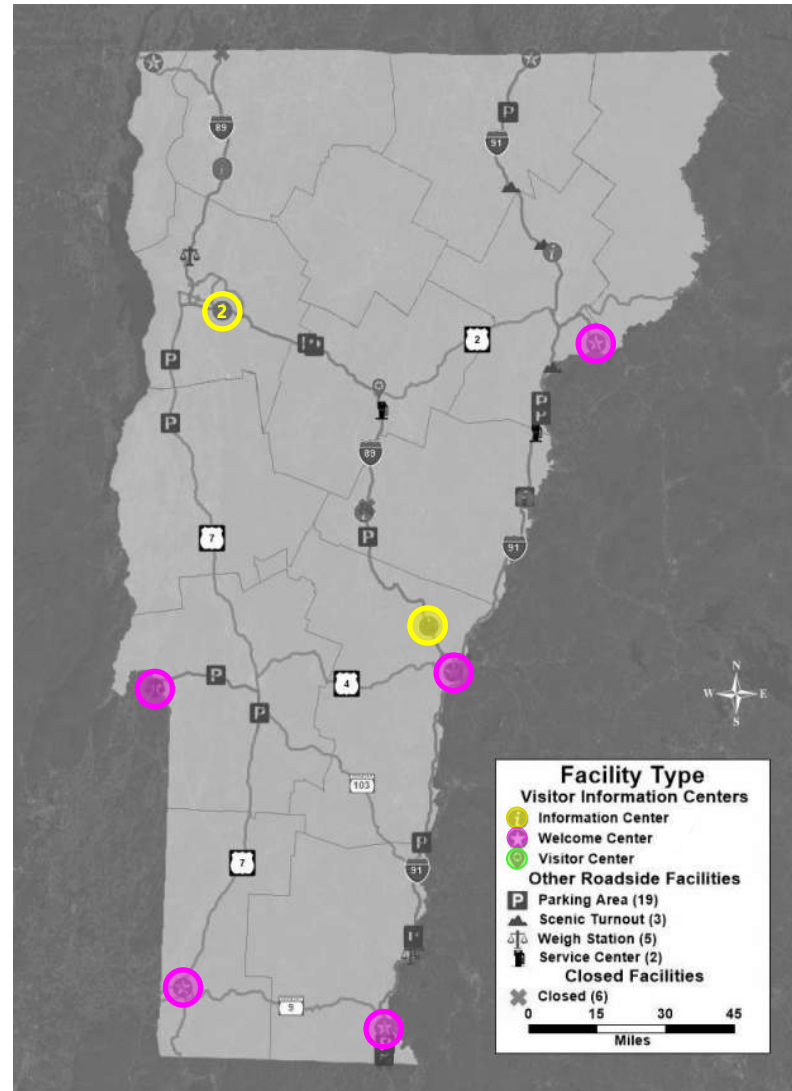 89
P
91
i
i
2
P
2
P
P
P
P
89
7
P
91
i
P
4
P
N
W E
S
103
P
7
91
P
9
P
Facility Type
Visitor Information Centers
i Information Center
Welcome Center
Visitor Center
Other Roadside Facilities
P Parking Area (19)
Scenic Turnout (3)
Weigh Station (5)
Service Center (2)
Closed Facilities
Closed (6)
0 15 30 45
Miles